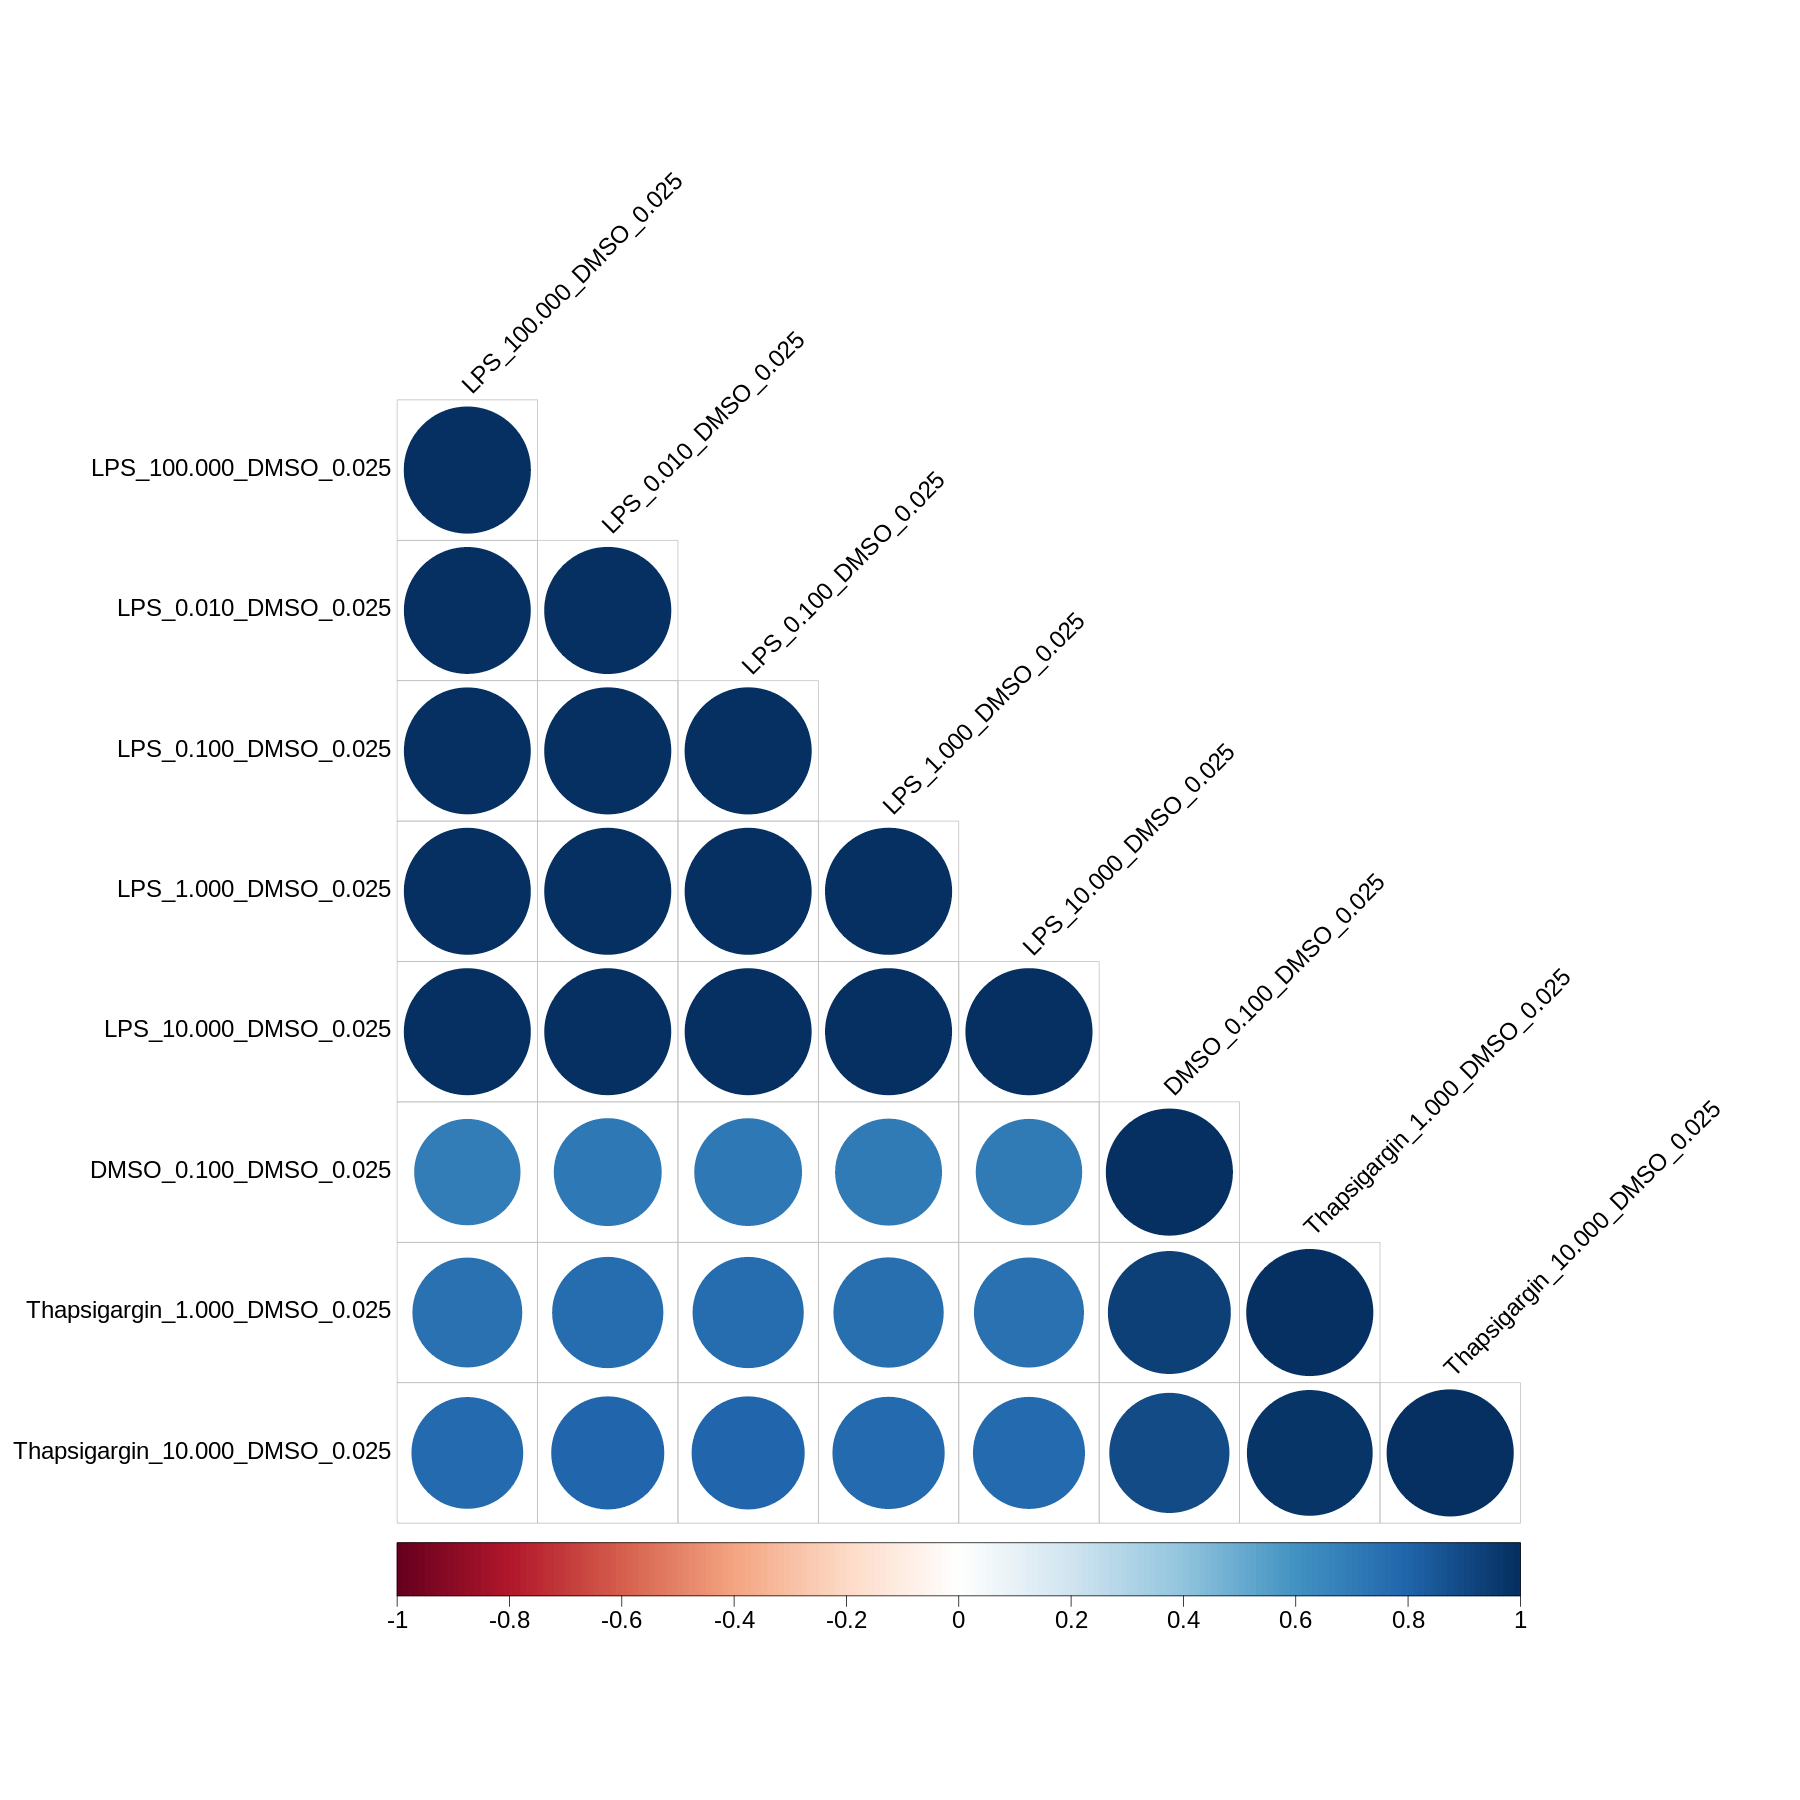 LPS_100.000_DMSO_0.025
LPS_0.010_DMSO_0.025
LPS_0.100_DMSO_0.025
LPS_1.000_DMSO_0.025
LPS_10.000_DMSO_0.025
DMSO_0.100_DMSO_0.025
Thapsigargin_1.000_DMSO_0.025
Thapsigargin_10.000_DMSO_0.025
LPS_100.000_DMSO_0.025
LPS_0.010_DMSO_0.025
LPS_0.100_DMSO_0.025
LPS_1.000_DMSO_0.025
LPS_10.000_DMSO_0.025
DMSO_0.100_DMSO_0.025
Thapsigargin_1.000_DMSO_0.025
Thapsigargin_10.000_DMSO_0.025
-1 -0.8 -0.6 -0.4 -0.2 0 0.2 0.4 0.6 0.8 1